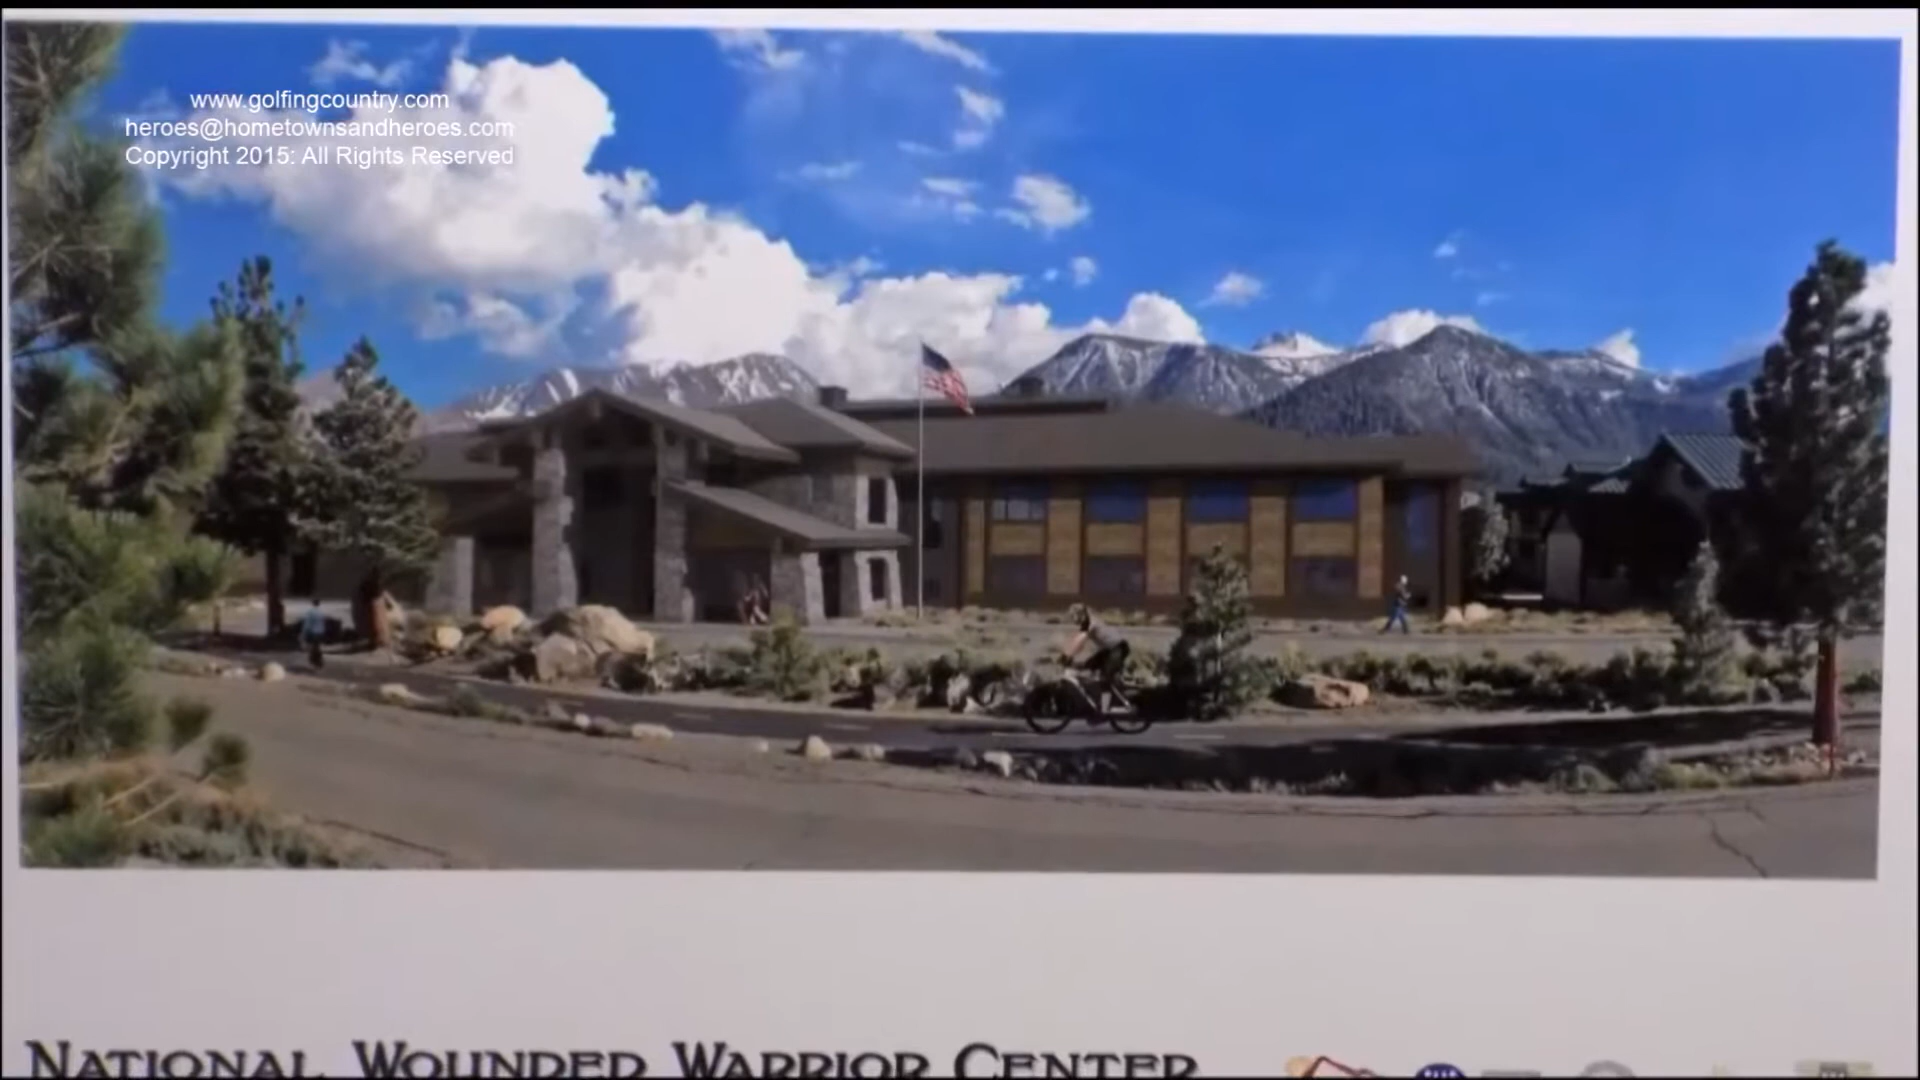 www.golfingcountry.com
heroes@hometownsandheroes.com
Copyright 2015: All Rights Reserved
NATIONAL WOUNDED WARRIOR CENTER